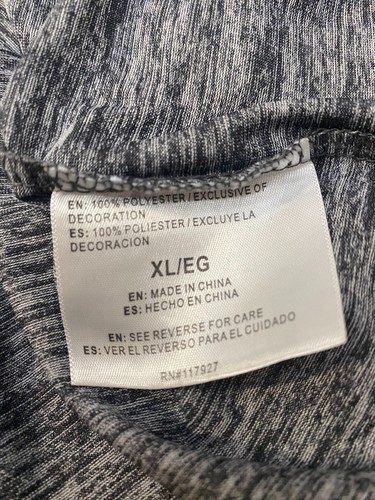 EN: 100% POLYESTER / EXCLUSIVE OF
DECORATION
ES: 100% POLIESTER / EXCLUYE LA
DECORACION
XL/EG
EN: MADE IN CHINA
ES: HECHO EN CHINA
EN: SEE REVERSE FOR CARE
ES: VER EL REVERSO PARA EL CUIDADO
RN#117927